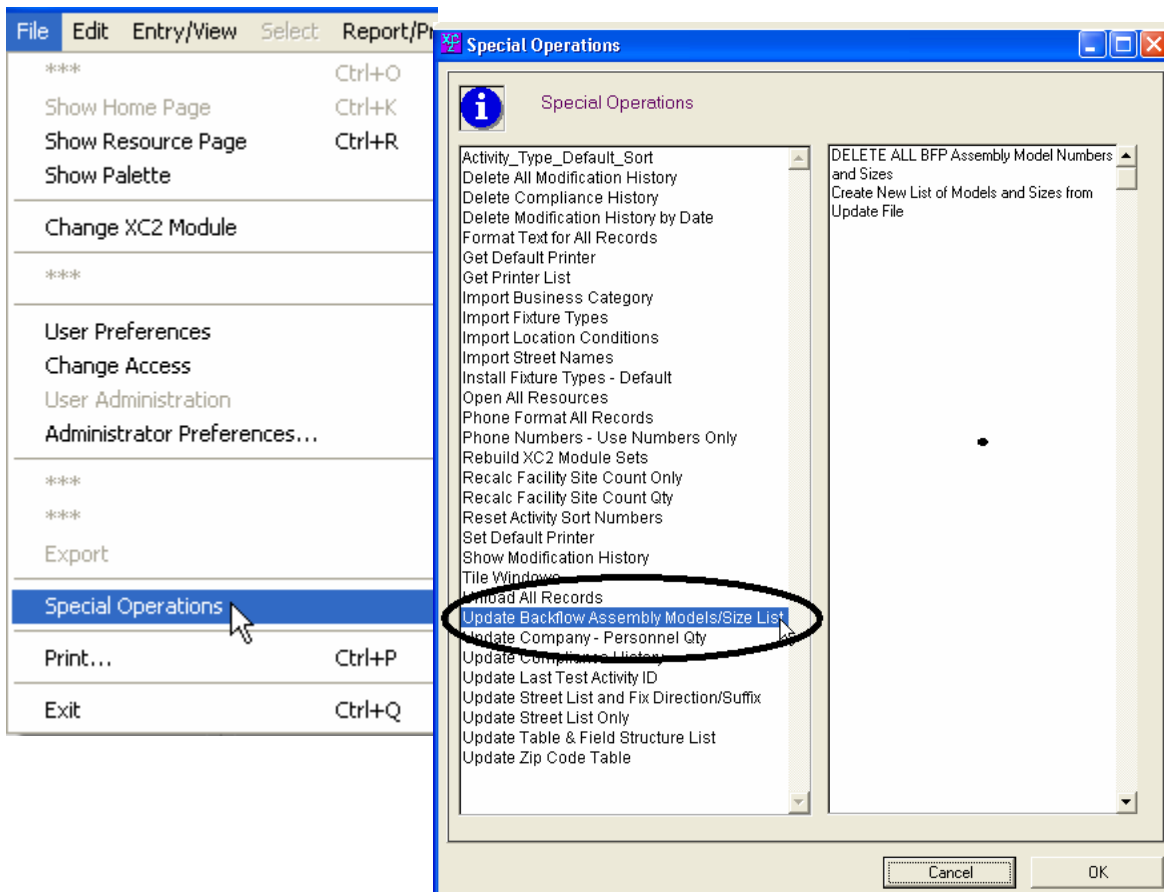 File Edit Entry/View Select Report/Pr
*** Ctrl+O
Show Home Page Ctrl+K
Show Resource Page Ctrl+R
Show Palette
Change XC2 Module
***
User Preferences
Change Access
User Administration
Administrator Preferences...
***
***
Export
Special Operations
Print... Ctrl+P
Exit Ctrl+Q
Special Operations
Special Operations
Activity_Type_Default_Sort
Delete All Modification History
Delete Compliance History
Delete Modification History by Date
Format Text for All Records
Get Default Printer
Get Printer List
Import Business Category
Import Fixture Types
Import Location Conditions
Import Street Names
Install Fixture Types - Default
Open All Resources
Phone Format All Records
Phone Numbers - Use Numbers Only
Rebuild XC2 Module Sets
Recalc Facility Site Count Only
Recalc Facility Site Count Qty
Reset Activity Sort Numbers
Set Default Printer
Show Modification History
Tile Windows
Unload All Records
Update Backflow Assembly Models/Size List
Update Company - Personnel Qty
Update Compliance History
Update Last Test Activity ID
Update Street List and Fix Direction/Suffix
Update Street List Only
Update Table & Field Structure List
Update Zip Code Table
DELETE ALL BFP Assembly Model Numbers
and Sizes
Create New List of Models and Sizes from
Update File
Cancel OK